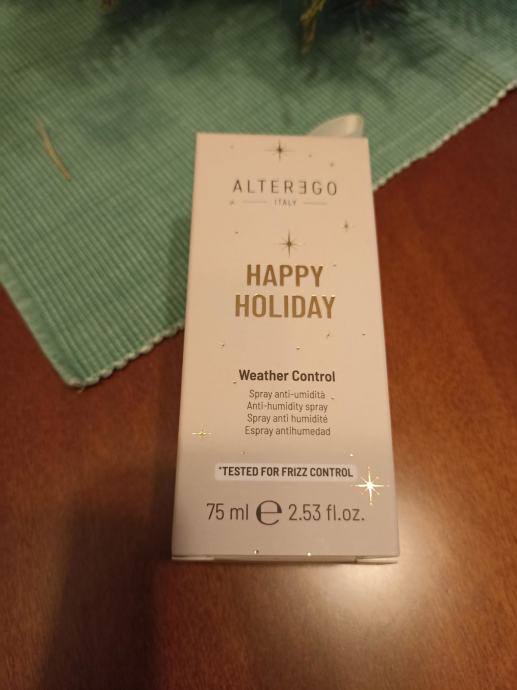 ALTERƎGO
ITALY
HAPPY
HOLIDAY
Weather Control
Spray anti-umidità
Anti-humidity spray
Spray anti humidité
Espray antihumedad
*TESTED FOR FRIZZ CONTROL
75 ml ℮ 2.53 fl.oz.